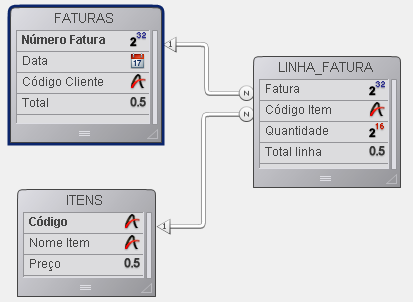 FATURAS
Número Fatura 2 32
Data 17
Código Cliente A
Total 0.5
1
LINHA_FATURA
N Fatura 2 32
N Código Item A
Quantidade 2 16
Total linha 0.5
ITENS
Código A
1
Nome Item A
Preço 0.5